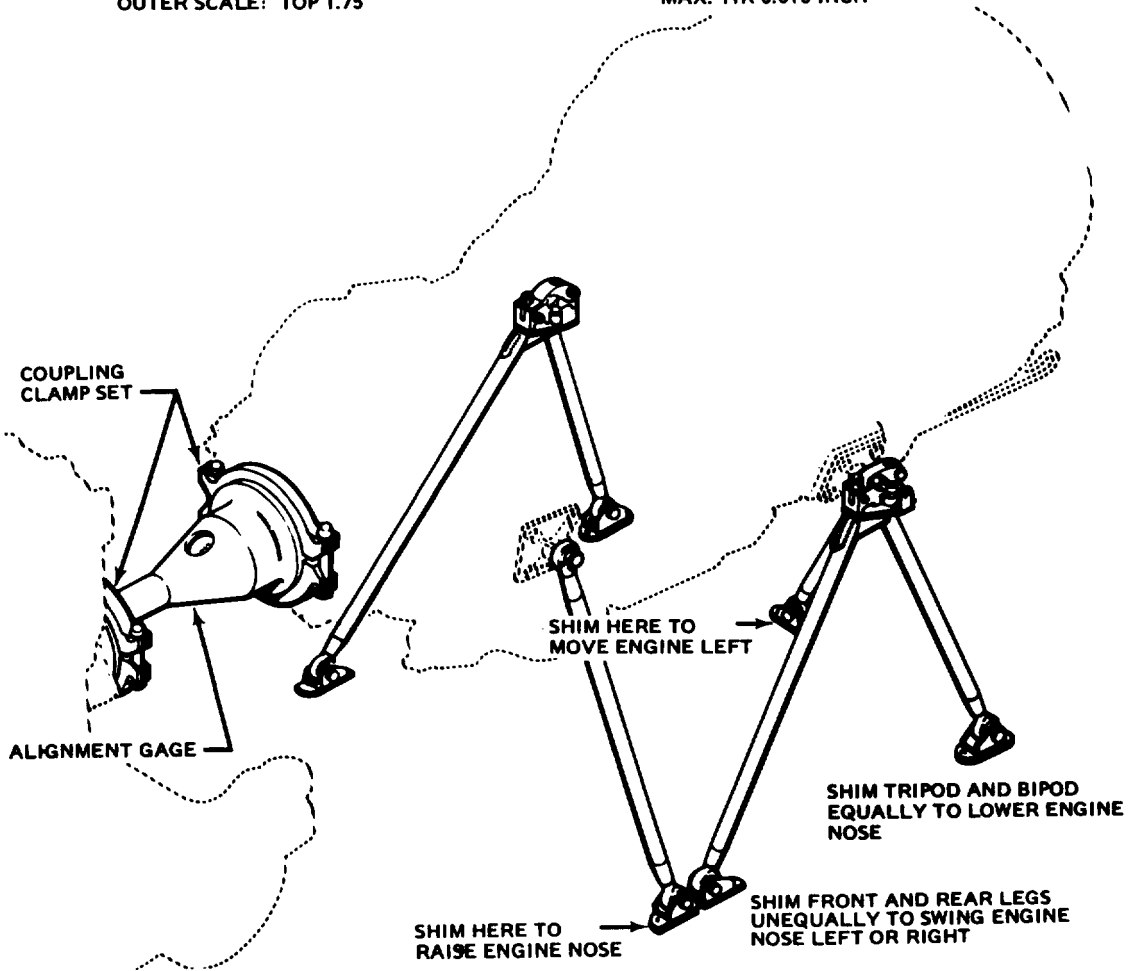 OUTER SCALE: TOP 1.75
COUPLING
CLAMP SET
SHIM HERE TO
MOVE ENGINE LEFT
ALIGNMENT GAGE
SHIM TRIPOD AND BIPOD
EQUALLY TO LOWER ENGINE
NOSE
SHIM FRONT AND REAR LEGS
UNEQUALLY TO SWING ENGINE
NOSE LEFT OR RIGHT
SHIM HERE TO
RAISE ENGINE NOSE